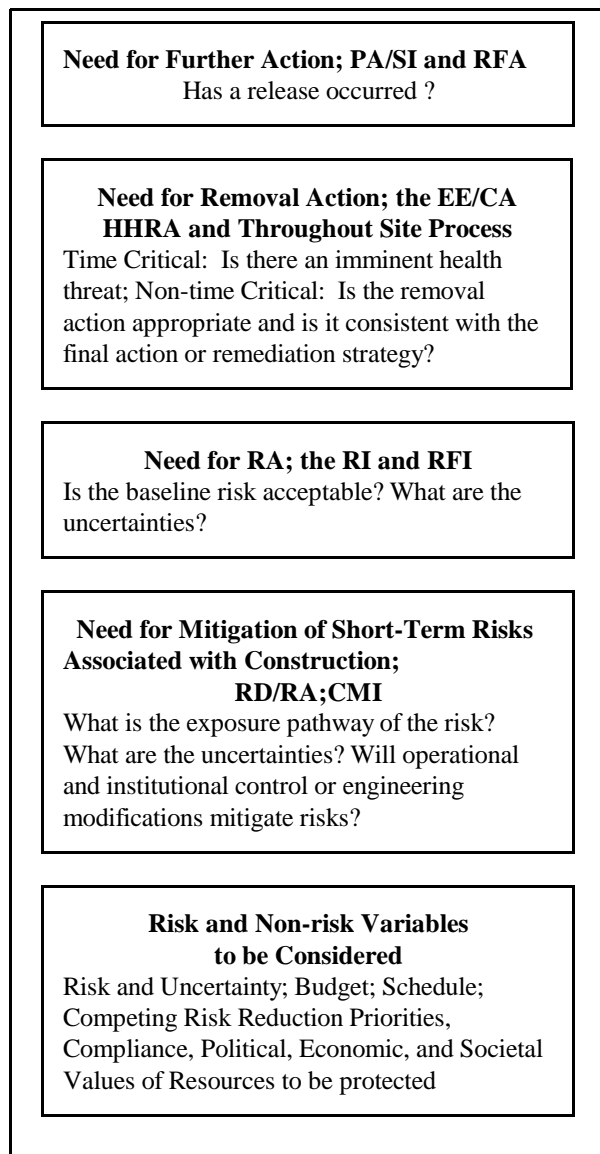 Need for Further Action; PA/SI and RFA
Has a release occurred ?
Need for Removal Action; the EE/CA
HHRA and Throughout Site Process
Time Critical: Is there an imminent health
threat; Non-time Critical: Is the removal
action appropriate and is it consistent with the
final action or remediation strategy?
Need for RA; the RI and RFI
Is the baseline risk acceptable? What are the
uncertainties?
Need for Mitigation of Short-Term Risks
Associated with Construction;
RD/RA;CMI
What is the exposure pathway of the risk?
What are the uncertainties? Will operational
and institutional control or engineering
modifications mitigate risks?
Risk and Non-risk Variables
to be Considered
Risk and Uncertainty; Budget; Schedule;
Competing Risk Reduction Priorities,
Compliance, Political, Economic, and Societal
Values of Resources to be protected